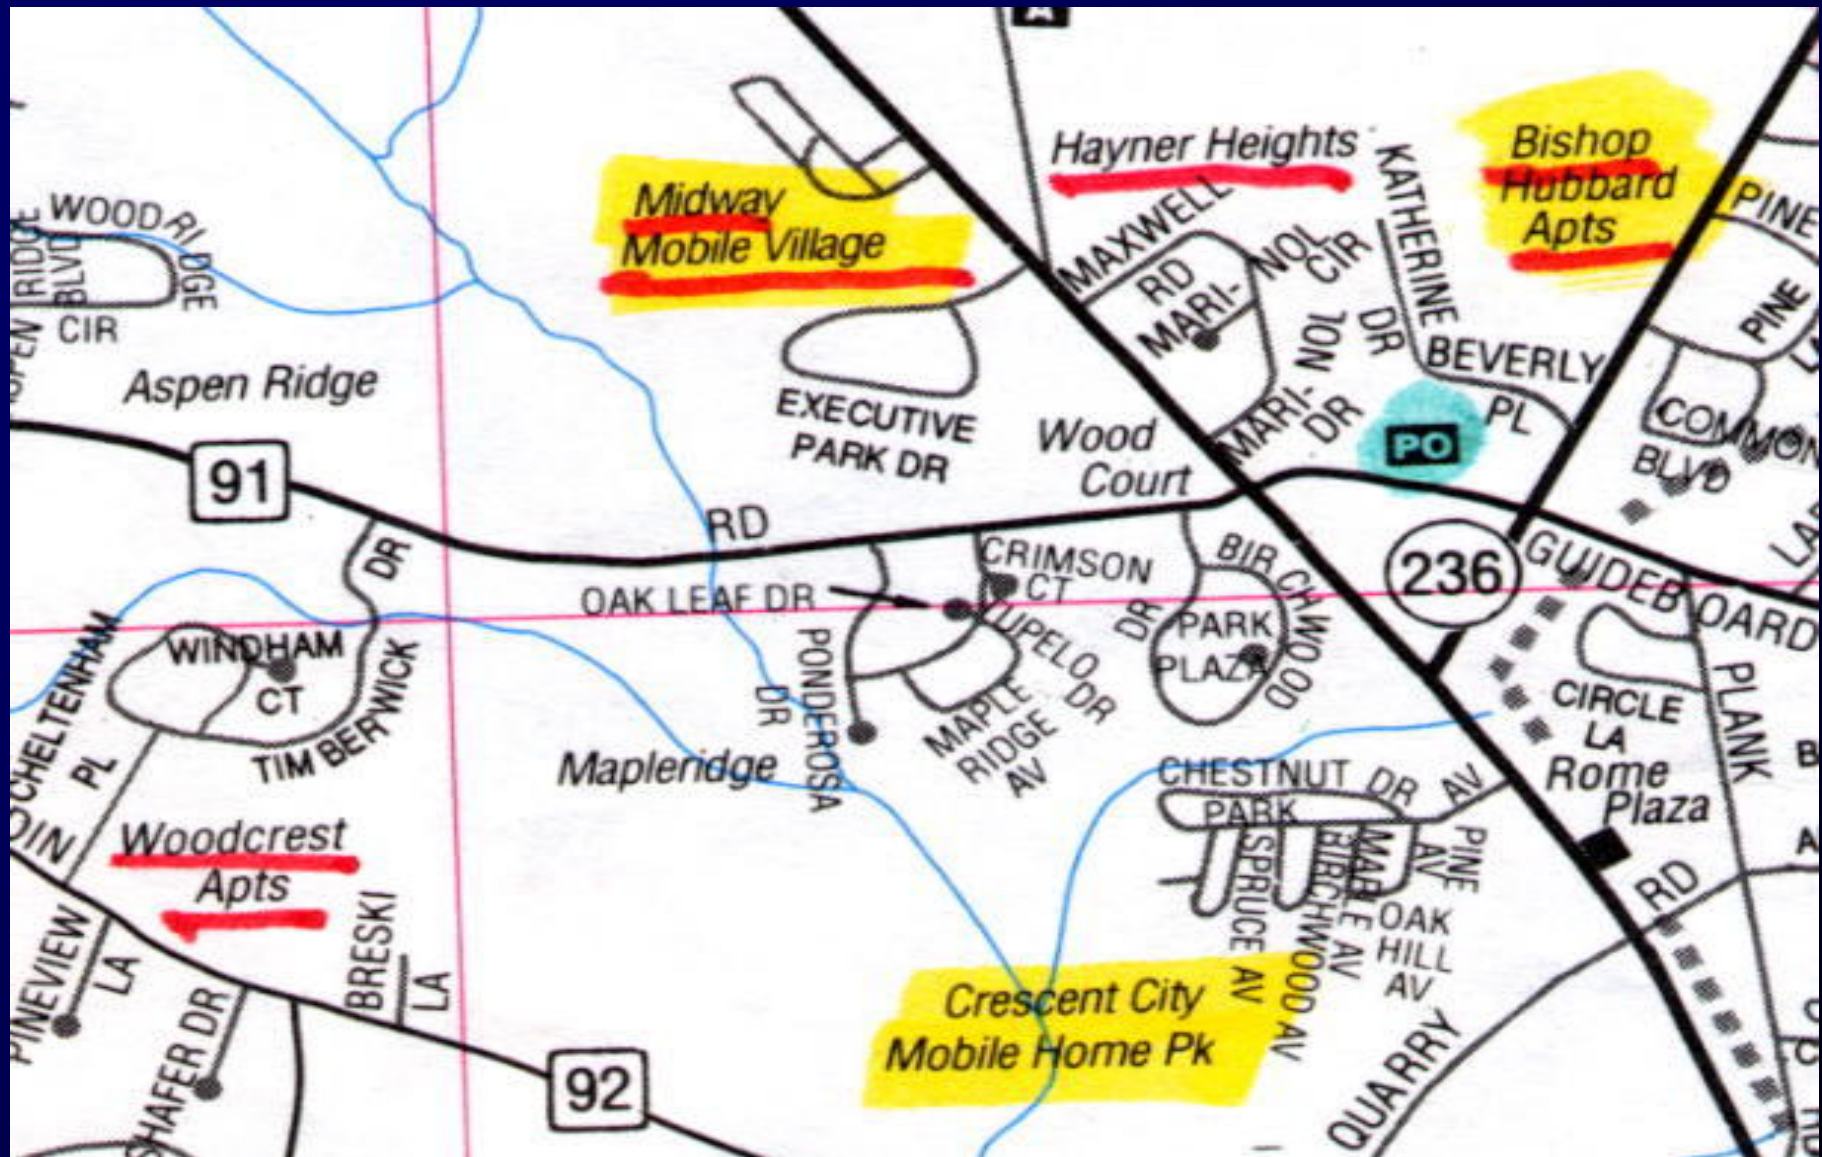 A
Hayner Heights
Bishop
Hubbard
Apts
Midway
Mobile Village
KATHERINE
DR
PINE
WOODRIDGE
RIDGE
BLVD
CIR
MAXWELL
RD
MARI-
NOL
CIR
PINE
MARI-
NOL
DR
BEVERLY
PL
Aspen Ridge
EXECUTIVE
PARK DR
Wood
Court
PO
COMMON
BLVD
91
RD
236
GUIDEBOARD
DR
OAK LEAF DR
CRIMSON
CT
BIRCHWOOD
DR
PARK
PLAZA
TUPELO
DR
CHELTENHAM
PL
WINDHAM
CT
TIMBERWICK
PONDEROSA
DR
MAPLE
RIDGE
AV
CIRCLE
LA
PLANK
Mapleridge
CHESTNUT DR AV
PARK
Rome
Plaza
Woodcrest
Apts
SPRUCE AV
BIRCHWOOD AV
MAPLE AV
PINE
AV
OAK
HILL
AV
RD
PINEVIEW
LA
BRESKI
LA
SHAFER DR
Crescent City
Mobile Home Pk
92
QUARRY